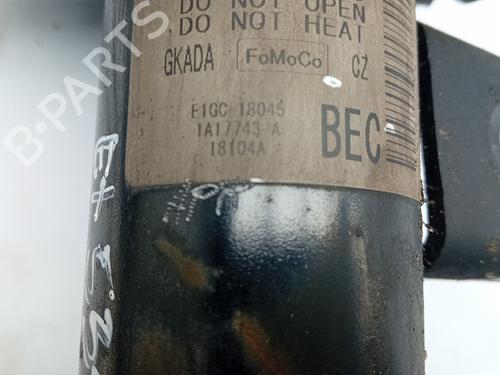 DO NOT OPEN
DO NOT HEAT
GKADA FoMoCo CZ
E1GC-18045
1A17743-A
18104A
BEC
B-PARTS